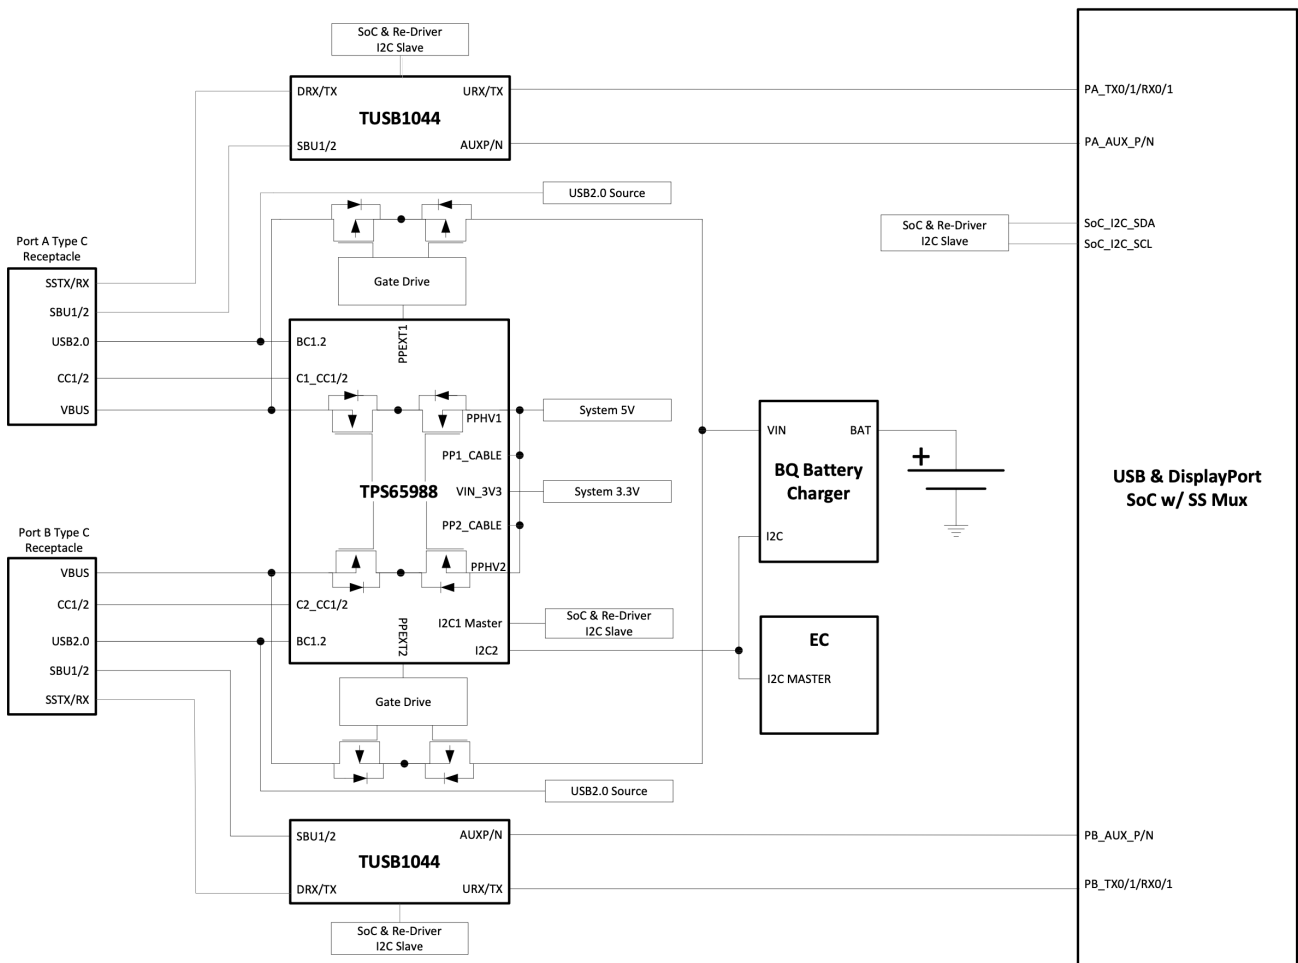 SoC & Re-Driver
I2C Slave
DRX/TX
URX/TX
TUSB1044
SBU1/2
AUXP/N
PA_TX0/1/RX0/1
PA_AUX_P/N
USB2.0 Source
SoC & Re-Driver
I2C Slave
SoC_I2C_SDA
SoC_I2C_SCL
Port A Type C
Receptacle
SSTX/RX
SBU1/2
USB2.0
CC1/2
VBUS
Gate Drive
PPEXT1
BC1.2
C1_CC1/2
PPHV1
System 5V
PP1_CABLE
TPS65988
VIN_3V3
System 3.3V
PP2_CABLE
PPHV2
C2_CC1/2
I2C1 Master
SoC & Re-Driver
I2C Slave
BC1.2
PPEXT2
I2C2
VIN
BAT
BQ Battery
Charger
+
I2C
EC
I2C MASTER
USB & DisplayPort
SoC w/ SS Mux
Port B Type C
Receptacle
VBUS
CC1/2
USB2.0
SBU1/2
SSTX/RX
Gate Drive
USB2.0 Source
SBU1/2
AUXP/N
TUSB1044
DRX/TX
URX/TX
PB_AUX_P/N
PB_TX0/1/RX0/1
SoC & Re-Driver
I2C Slave